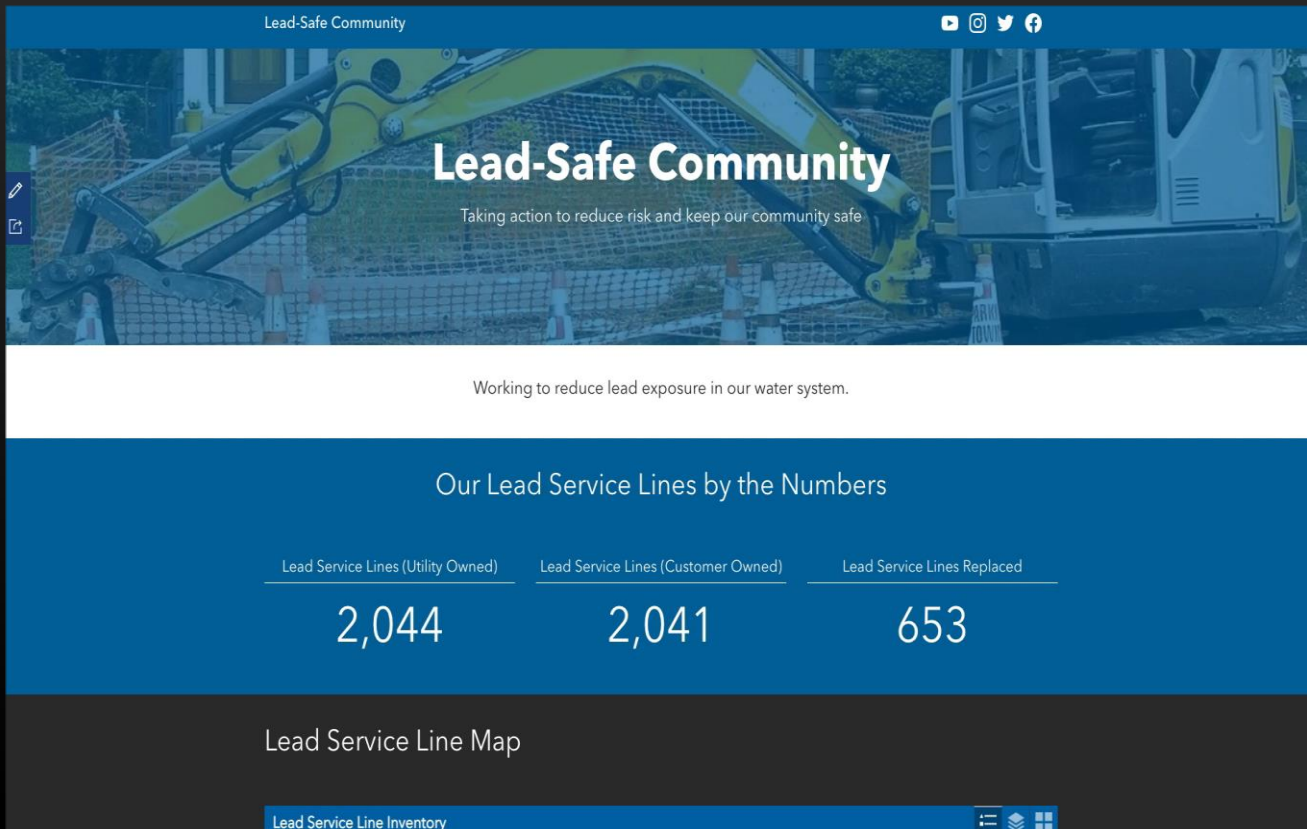 Lead-Safe Community
Lead-Safe Community
Taking action to reduce risk and keep our community safe
Working to reduce lead exposure in our water system.
Our Lead Service Lines by the Numbers
Lead Service Lines (Utility Owned)
2,044
Lead Service Lines (Customer Owned)
2,041
Lead Service Lines Replaced
653
Lead Service Line Map
Lead Service Line Inventory